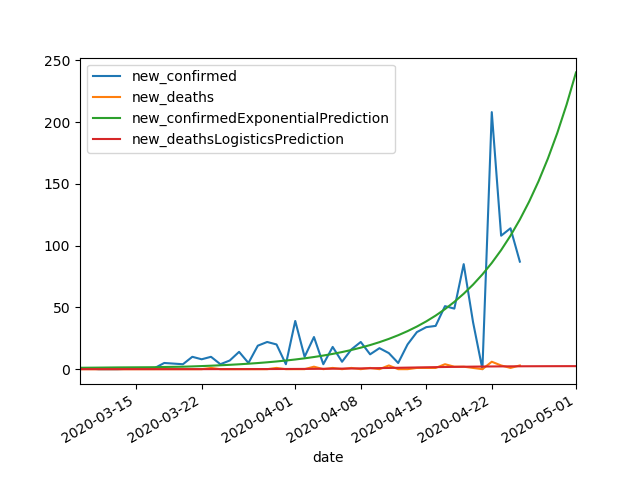 250
200
150
100
50
0
new_confirmed
new_deaths
new_confirmedExponentialPrediction
new_deathsLogisticsPrediction
2020-03-15
2020-03-22
2020-04-01
2020-04-08
2020-04-15
2020-04-22
2020-05-01
date